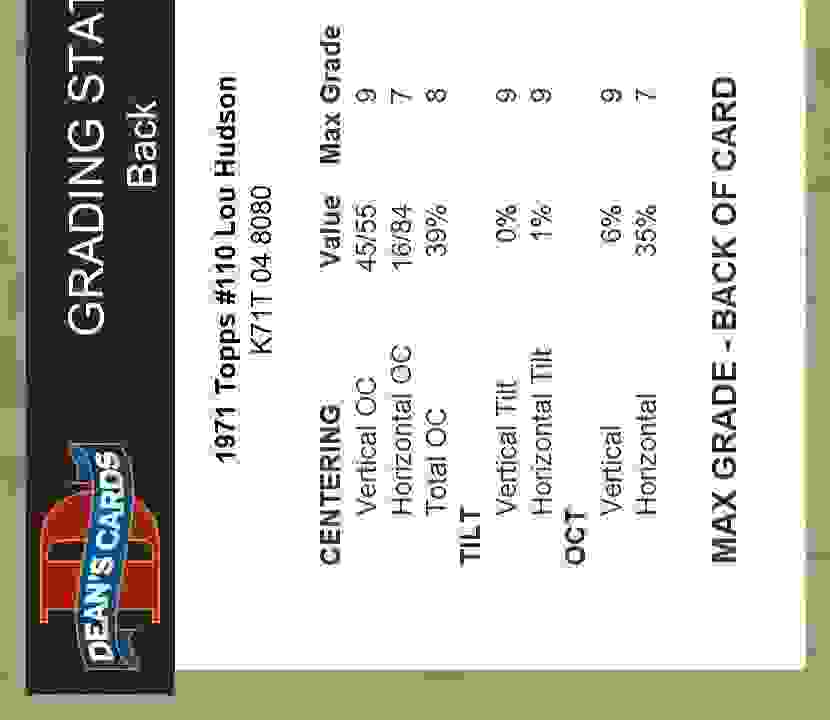 DEAN'S CARDS
GRADING STAT
Back
1971 Topps #110 Lou Hudson
K71T 04 8080
CENTERING Value Max Grade
Vertical OC 45/55 9
Horizontal OC 16/84 7
Total OC 39% 8
TILT
Vertical Tilt 0% 9
Horizontal Tilt 1% 9
OCT
Vertical 6% 9
Horizontal 35% 7
MAX GRADE - BACK OF CARD